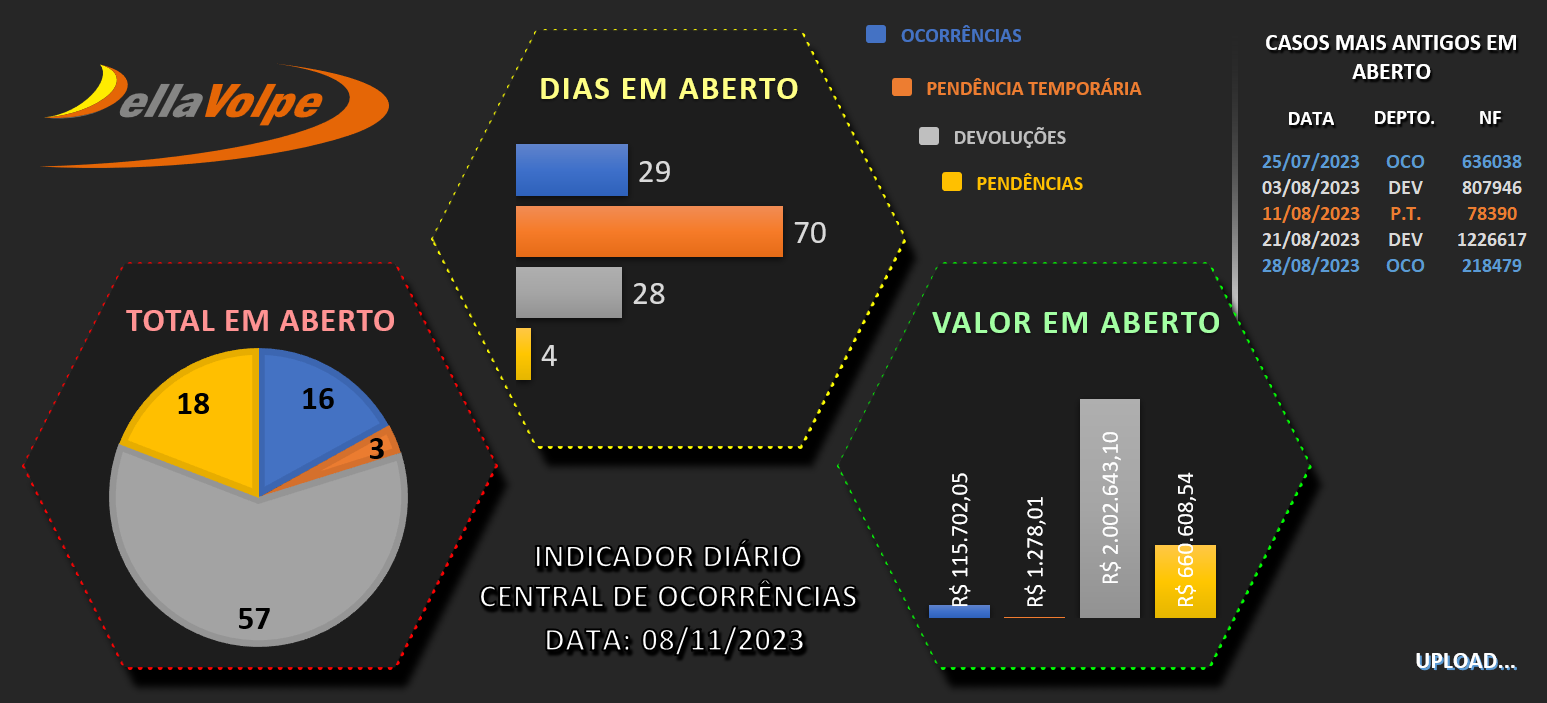 DellaVolpe
DIAS EM ABERTO
29
70
28
4
OCORRÊNCIAS
PENDÊNCIA TEMPORÁRIA
DEVOLUÇÕES
PENDÊNCIAS
CASOS MAIS ANTIGOS EM
ABERTO
DATA DEPTO. NF
25/07/2023 OCO 636038
03/08/2023 DEV 807946
11/08/2023 P.T. 78390
21/08/2023 DEV 1226617
28/08/2023 OCO 218479
TOTAL EM ABERTO
18
16
3
57
INDICADOR DIÁRIO
CENTRAL DE OCORRÊNCIAS
DATA: 08/11/2023
VALOR EM ABERTO
R$ 115.702,05
R$ 1.278,01
R$ 2.002.643,10
R$ 660.608,54
UPLOAD...